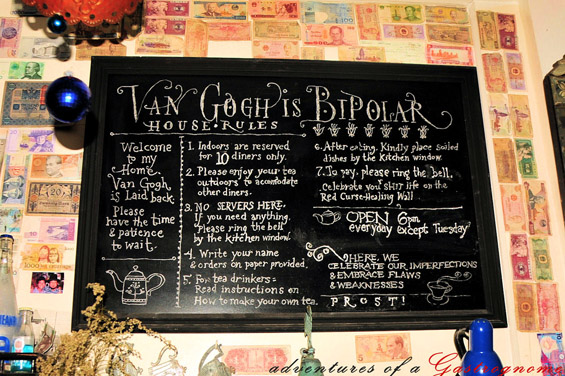 VAN GOGH iS BIPOLAR
HOUSE • RULES
Welcome
to my
Home.
Van Gogh
is Laid back
Please
have the time
& patience
to wait.
1. Indoors are reserved
for 10 diners only.
2. Please enjoy your tea
outdoors to accomodate
other diners.
3. NO SERVERS HERE.
If you need anything,
please ring the bell
by the kitchen window.
4. Write your name
& orders on paper provided.
5. For tea drinkers=
Read instructions on
How to make your own tea.
6. After eating, Kindly place soiled
dishes by the kitchen window
7. To pay, please ring the bell,
Celebrate your SHIT life on the
Red Curse-Healing Wall
OPEN 6pm
everyday except Tuesday
HERE, WE
CELEBRATE OUR IMPERFECTIONS
& EMBRACE FLAWS
& WEAKNESSES
PROST!
adventures of a Gastrognome